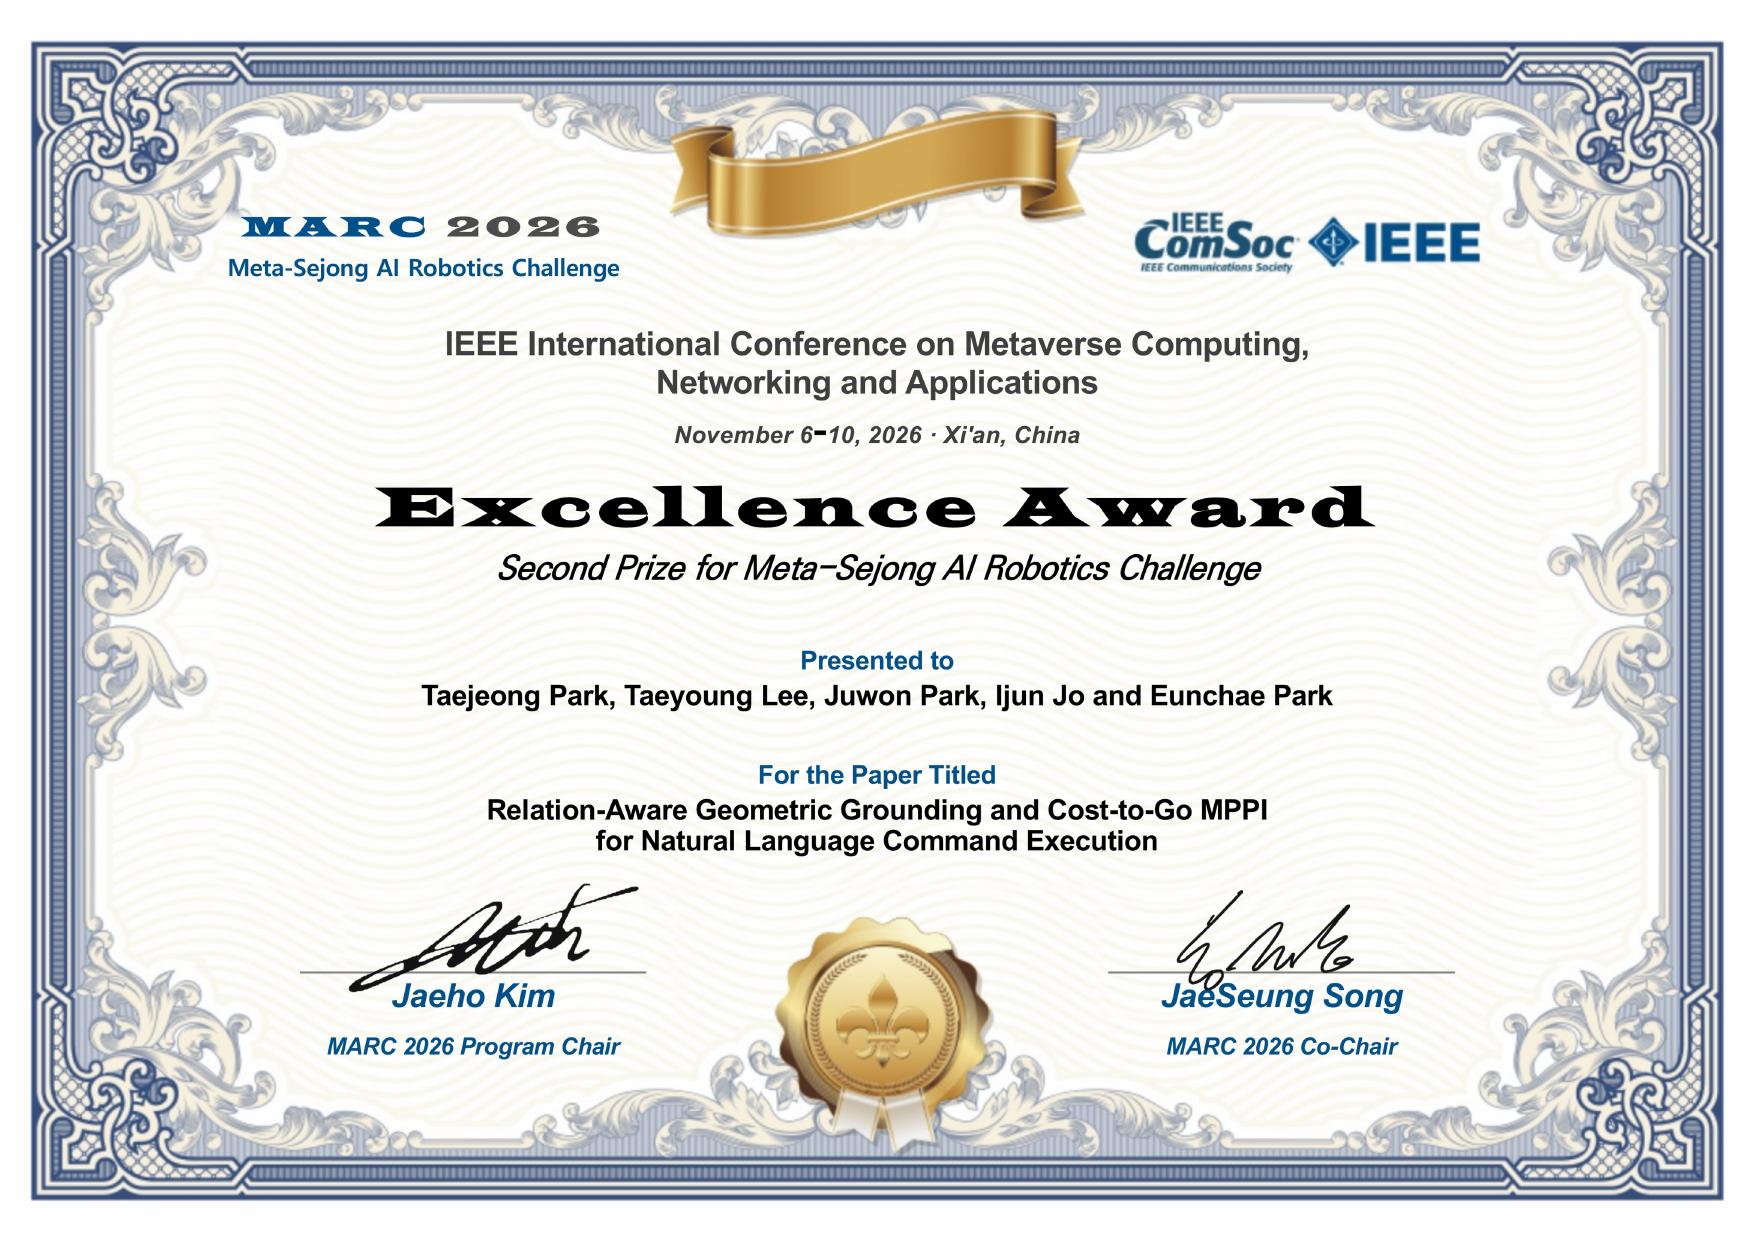 MARC 2026
Meta-Sejong AI Robotics Challenge
IEEE ComSoc
IEEE Communications Society
IEEE
IEEE International Conference on Metaverse Computing,
Networking and Applications
November 6-10, 2026 · Xi'an, China
Excellence Award
Second Prize for Meta-Sejong AI Robotics Challenge
Presented to
Taejeong Park, Taeyoung Lee, Juwon Park, Ijun Jo and Eunchae Park
For the Paper Titled
Relation-Aware Geometric Grounding and Cost-to-Go MPPI
for Natural Language Command Execution
Jaeho Kim
MARC 2026 Program Chair
JaeSeung Song
MARC 2026 Co-Chair